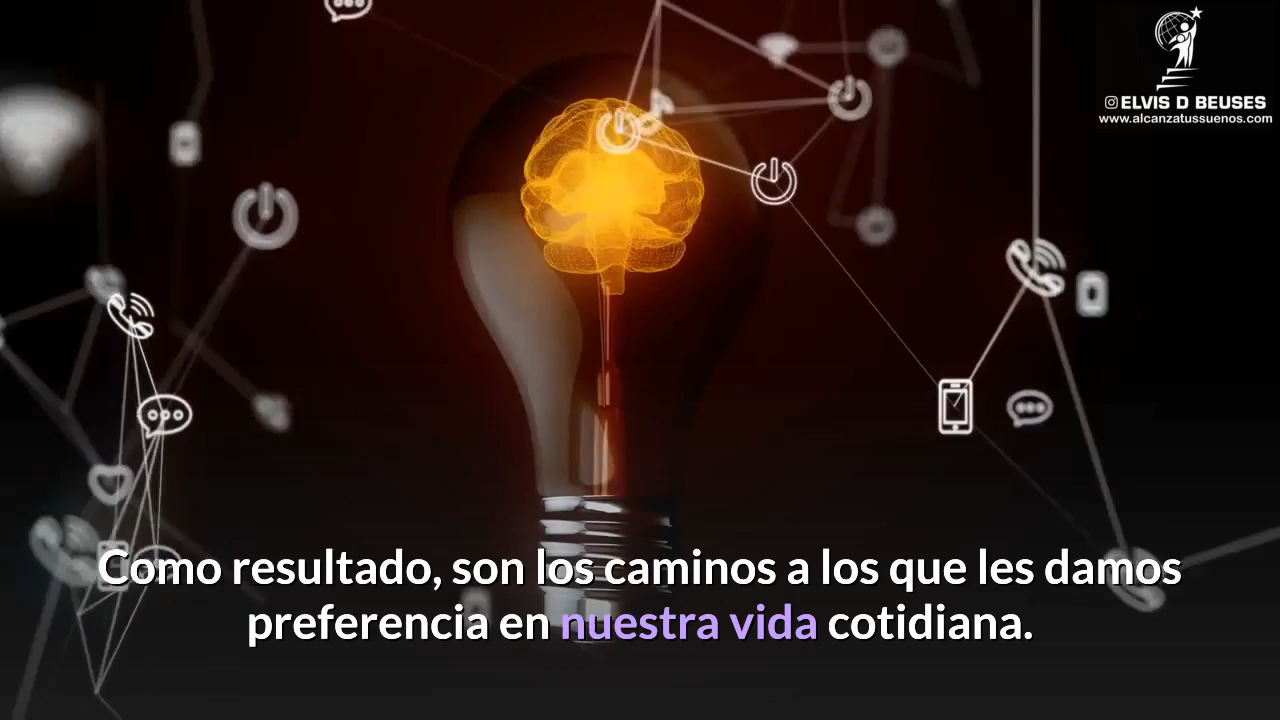 ELVIS D BEUSES
www.alcanzatussuenos.com
Como resultado, son los caminos a los que les damos
preferencia en nuestra vida cotidiana.